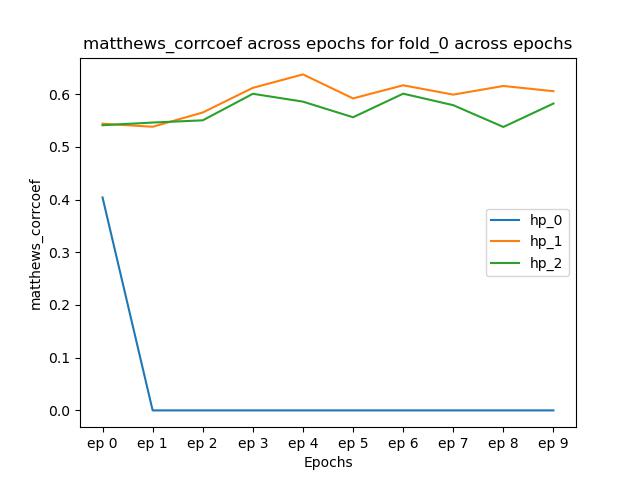 matthews_corrcoef across epochs for fold_0 across epochs
matthews_corrcoef
0.6
0.5
0.4
0.3
0.2
0.1
0.0
hp_0
hp_1
hp_2
ep 0 ep 1 ep 2 ep 3 ep 4 ep 5 ep 6 ep 7 ep 8 ep 9
Epochs